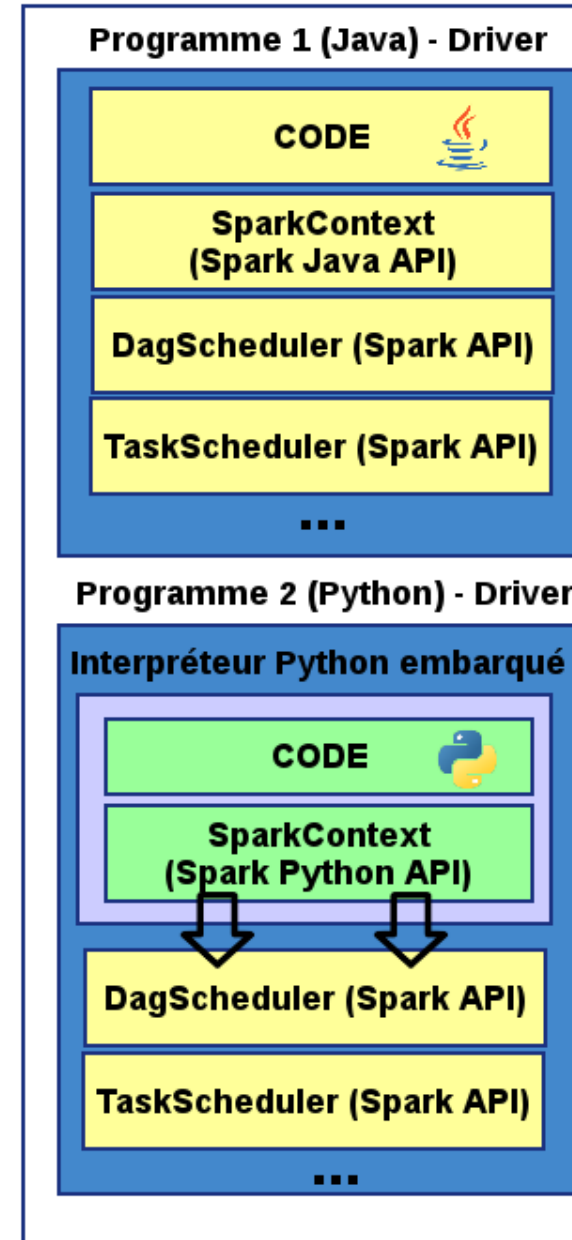 Programme 1 (Java) - Driver
CODE
SparkContext
(Spark Java API)
DagScheduler (Spark API)
TaskScheduler (Spark API)
...
Programme 2 (Python) - Driver
Interpréteur Python embarqué
CODE
SparkContext
(Spark Python API)
DagScheduler (Spark API)
TaskScheduler (Spark API)
...